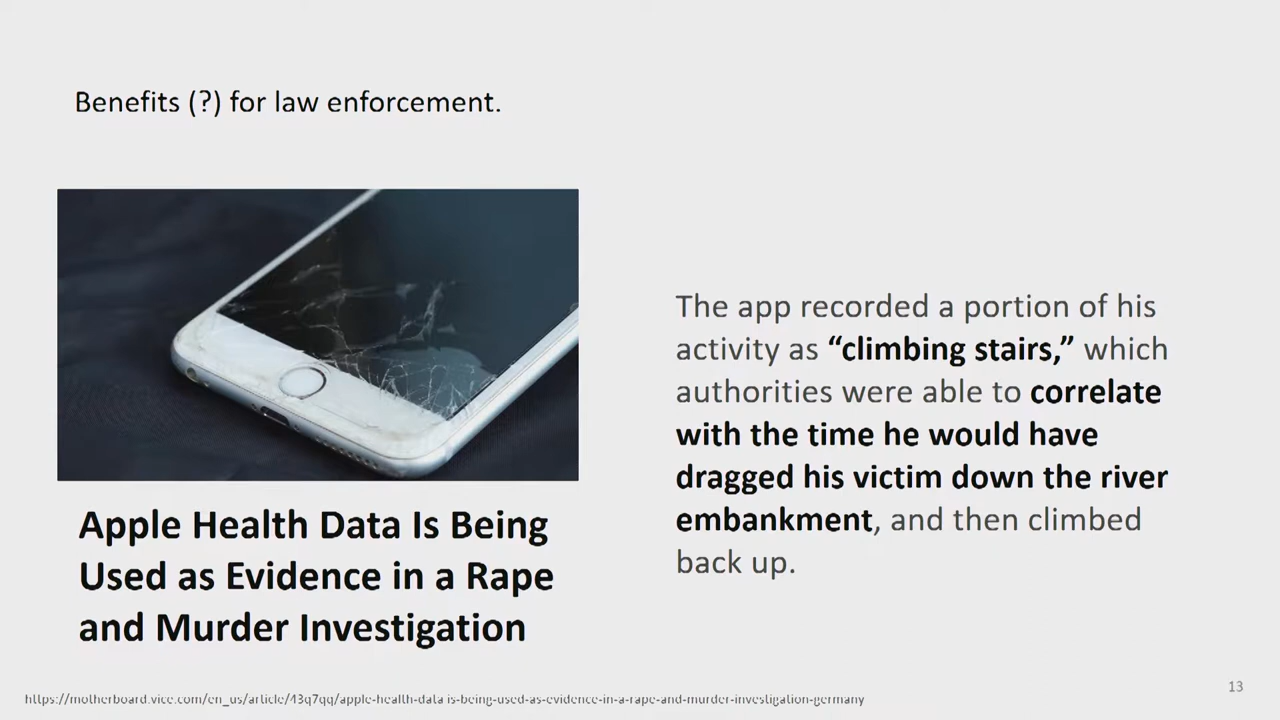 Benefits (?) for law enforcement.
The app recorded a portion of his
activity as “climbing stairs,” which
authorities were able to correlate
with the time he would have
dragged his victim down the river
embankment, and then climbed
back up.
Apple Health Data Is Being
Used as Evidence in a Rape
and Murder Investigation
https://motherboard.vice.com/en_us/article/43q7qq/apple-health-data-is-being-used-as-evidence-in-a-rape-and-murder-investigation-germany
13